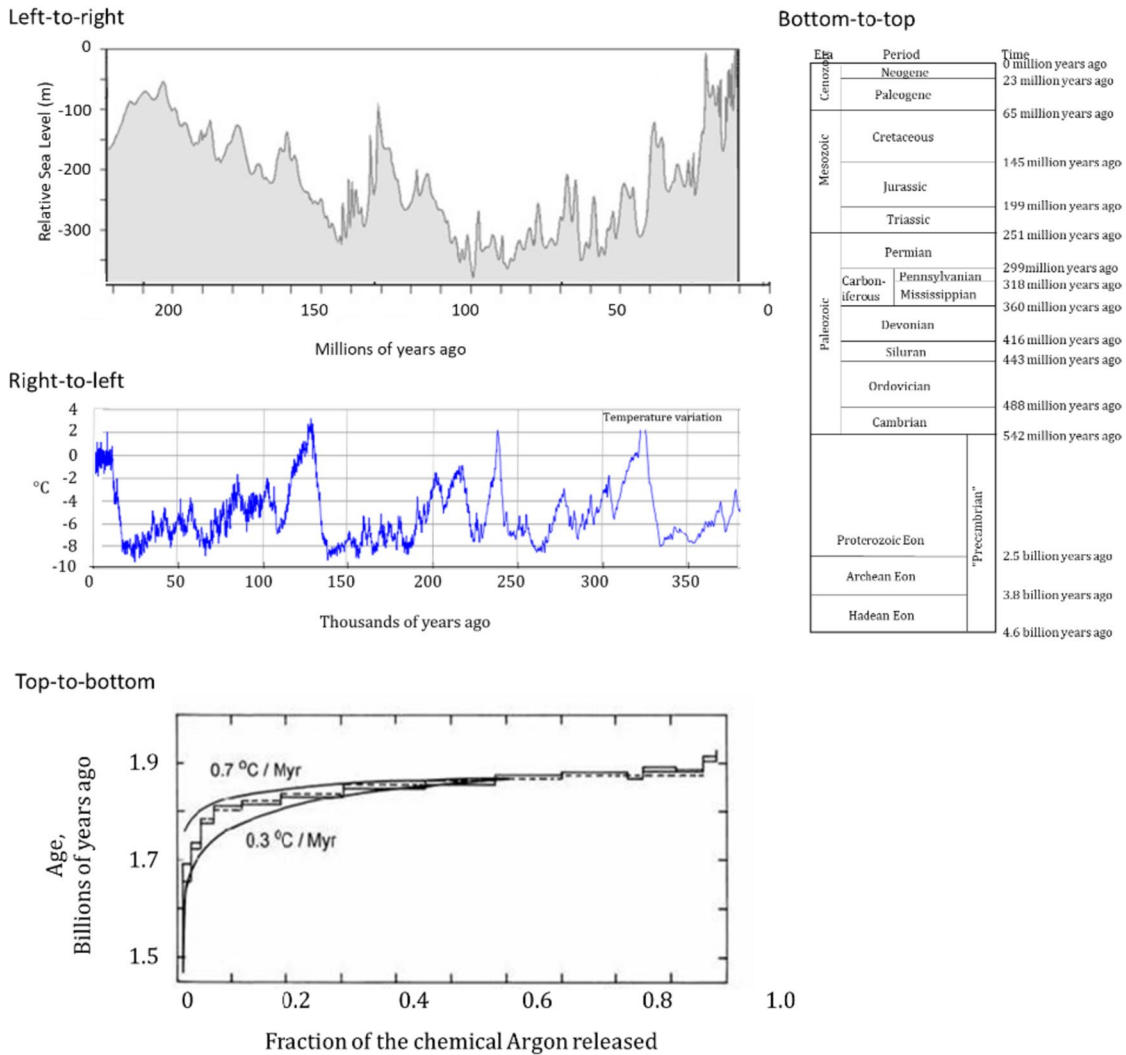 Left-to-right
0
-100
-200
-300
Relative Sea Level (m)
200 150 100 50 0
Millions of years ago
Right-to-left
4
2
0
-2
-4
-6
-8
-10
°C
Temperature variation
0 50 100 150 200 250 300 350
Thousands of years ago
Bottom-to-top
Era Period Time
Cenozoic
Neogene
Paleogene
Mesozoic
Cretaceous
Jurassic
Triassic
Paleozoic
Permian
Carbon-
iferous
Pennsylvanian
Mississippian
Devonian
Siluran
Ordovician
Cambrian
Proterozoic Eon
Archean Eon
Hadean Eon
"Precambrian"
0 million years ago
23 million years ago
65 million years ago
145 million years ago
199 million years ago
251 million years ago
299million years ago
318 million years ago
360 million years ago
416 million years ago
443 million years ago
488 million years ago
542 million years ago
2.5 billion years ago
3.8 billion years ago
4.6 billion years ago
Top-to-bottom
Age,
Billions of years ago
1.9
1.7
1.5
0.7 °C / Myr
0.3 °C / Myr
0 0.2 0.4 0.6 0.8 1.0
Fraction of the chemical Argon released